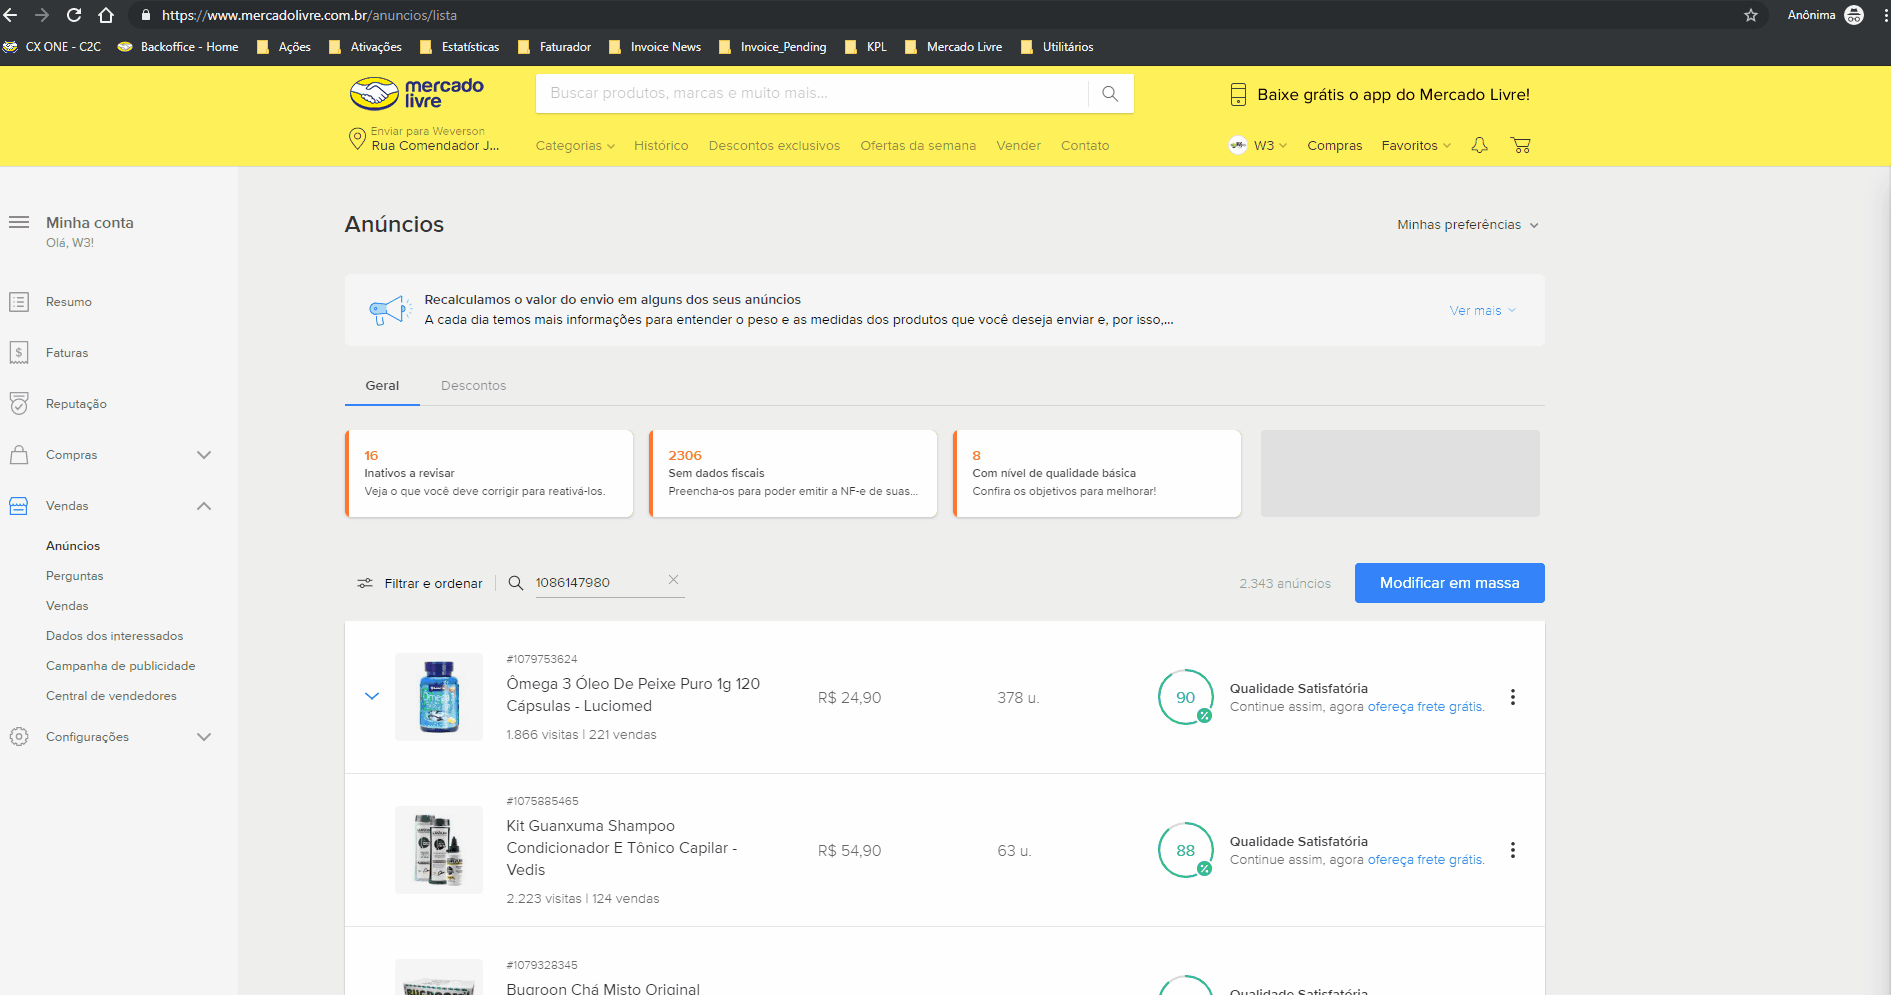 https://www.mercadolivre.com.br/anuncios/lista
Anônima
CX ONE - C2C
Backoffice - Home
Ações
Ativações
Estatísticas
Faturador
Invoice News
Invoice_Pending
KPL
Mercado Livre
Utilitários
mercado
livre
Buscar produtos, marcas e muito mais...
Baixe grátis o app do Mercado Livre!
Enviar para Weverson
Rua Comendador J...
Categorias
Histórico
Descontos exclusivos
Ofertas da semana
Vender
Contato
W3
Compras
Favoritos
Minha conta
Olá, W3!
Resumo
Faturas
Reputação
Compras
Vendas
Anúncios
Perguntas
Vendas
Dados dos interessados
Campanha de publicidade
Central de vendedores
Configurações
Anúncios
Minhas preferências
Recalculamos o valor do envio em alguns dos seus anúncios
A cada dia temos mais informações para entender o peso e as medidas dos produtos que você deseja enviar e, por isso,...
Ver mais
Geral
Descontos
16
Inativos a revisar
Veja o que você deve corrigir para reativá-los.
2306
Sem dados fiscais
Preencha-os para poder emitir a NF-e de suas...
8
Com nível de qualidade básica
Confira os objetivos para melhorar!
Filtrar e ordenar
1086147980
2.343 anúncios
Modificar em massa
#1079753624
Ômega 3 Óleo De Peixe Puro 1g 120
Cápsulas - Luciomed
1.866 visitas | 221 vendas
R$ 24,90
378 u.
90
Qualidade Satisfatória
Continue assim, agora ofereça frete grátis.
#1075885465
Kit Guanxuma Shampoo
Condicionador E Tônico Capilar -
Vedis
2.223 visitas | 124 vendas
R$ 54,90
63 u.
88
Qualidade Satisfatória
Continue assim, agora ofereça frete grátis.
#1079328345
Bugroon Chá Misto Original
Qualidade Satisfatória